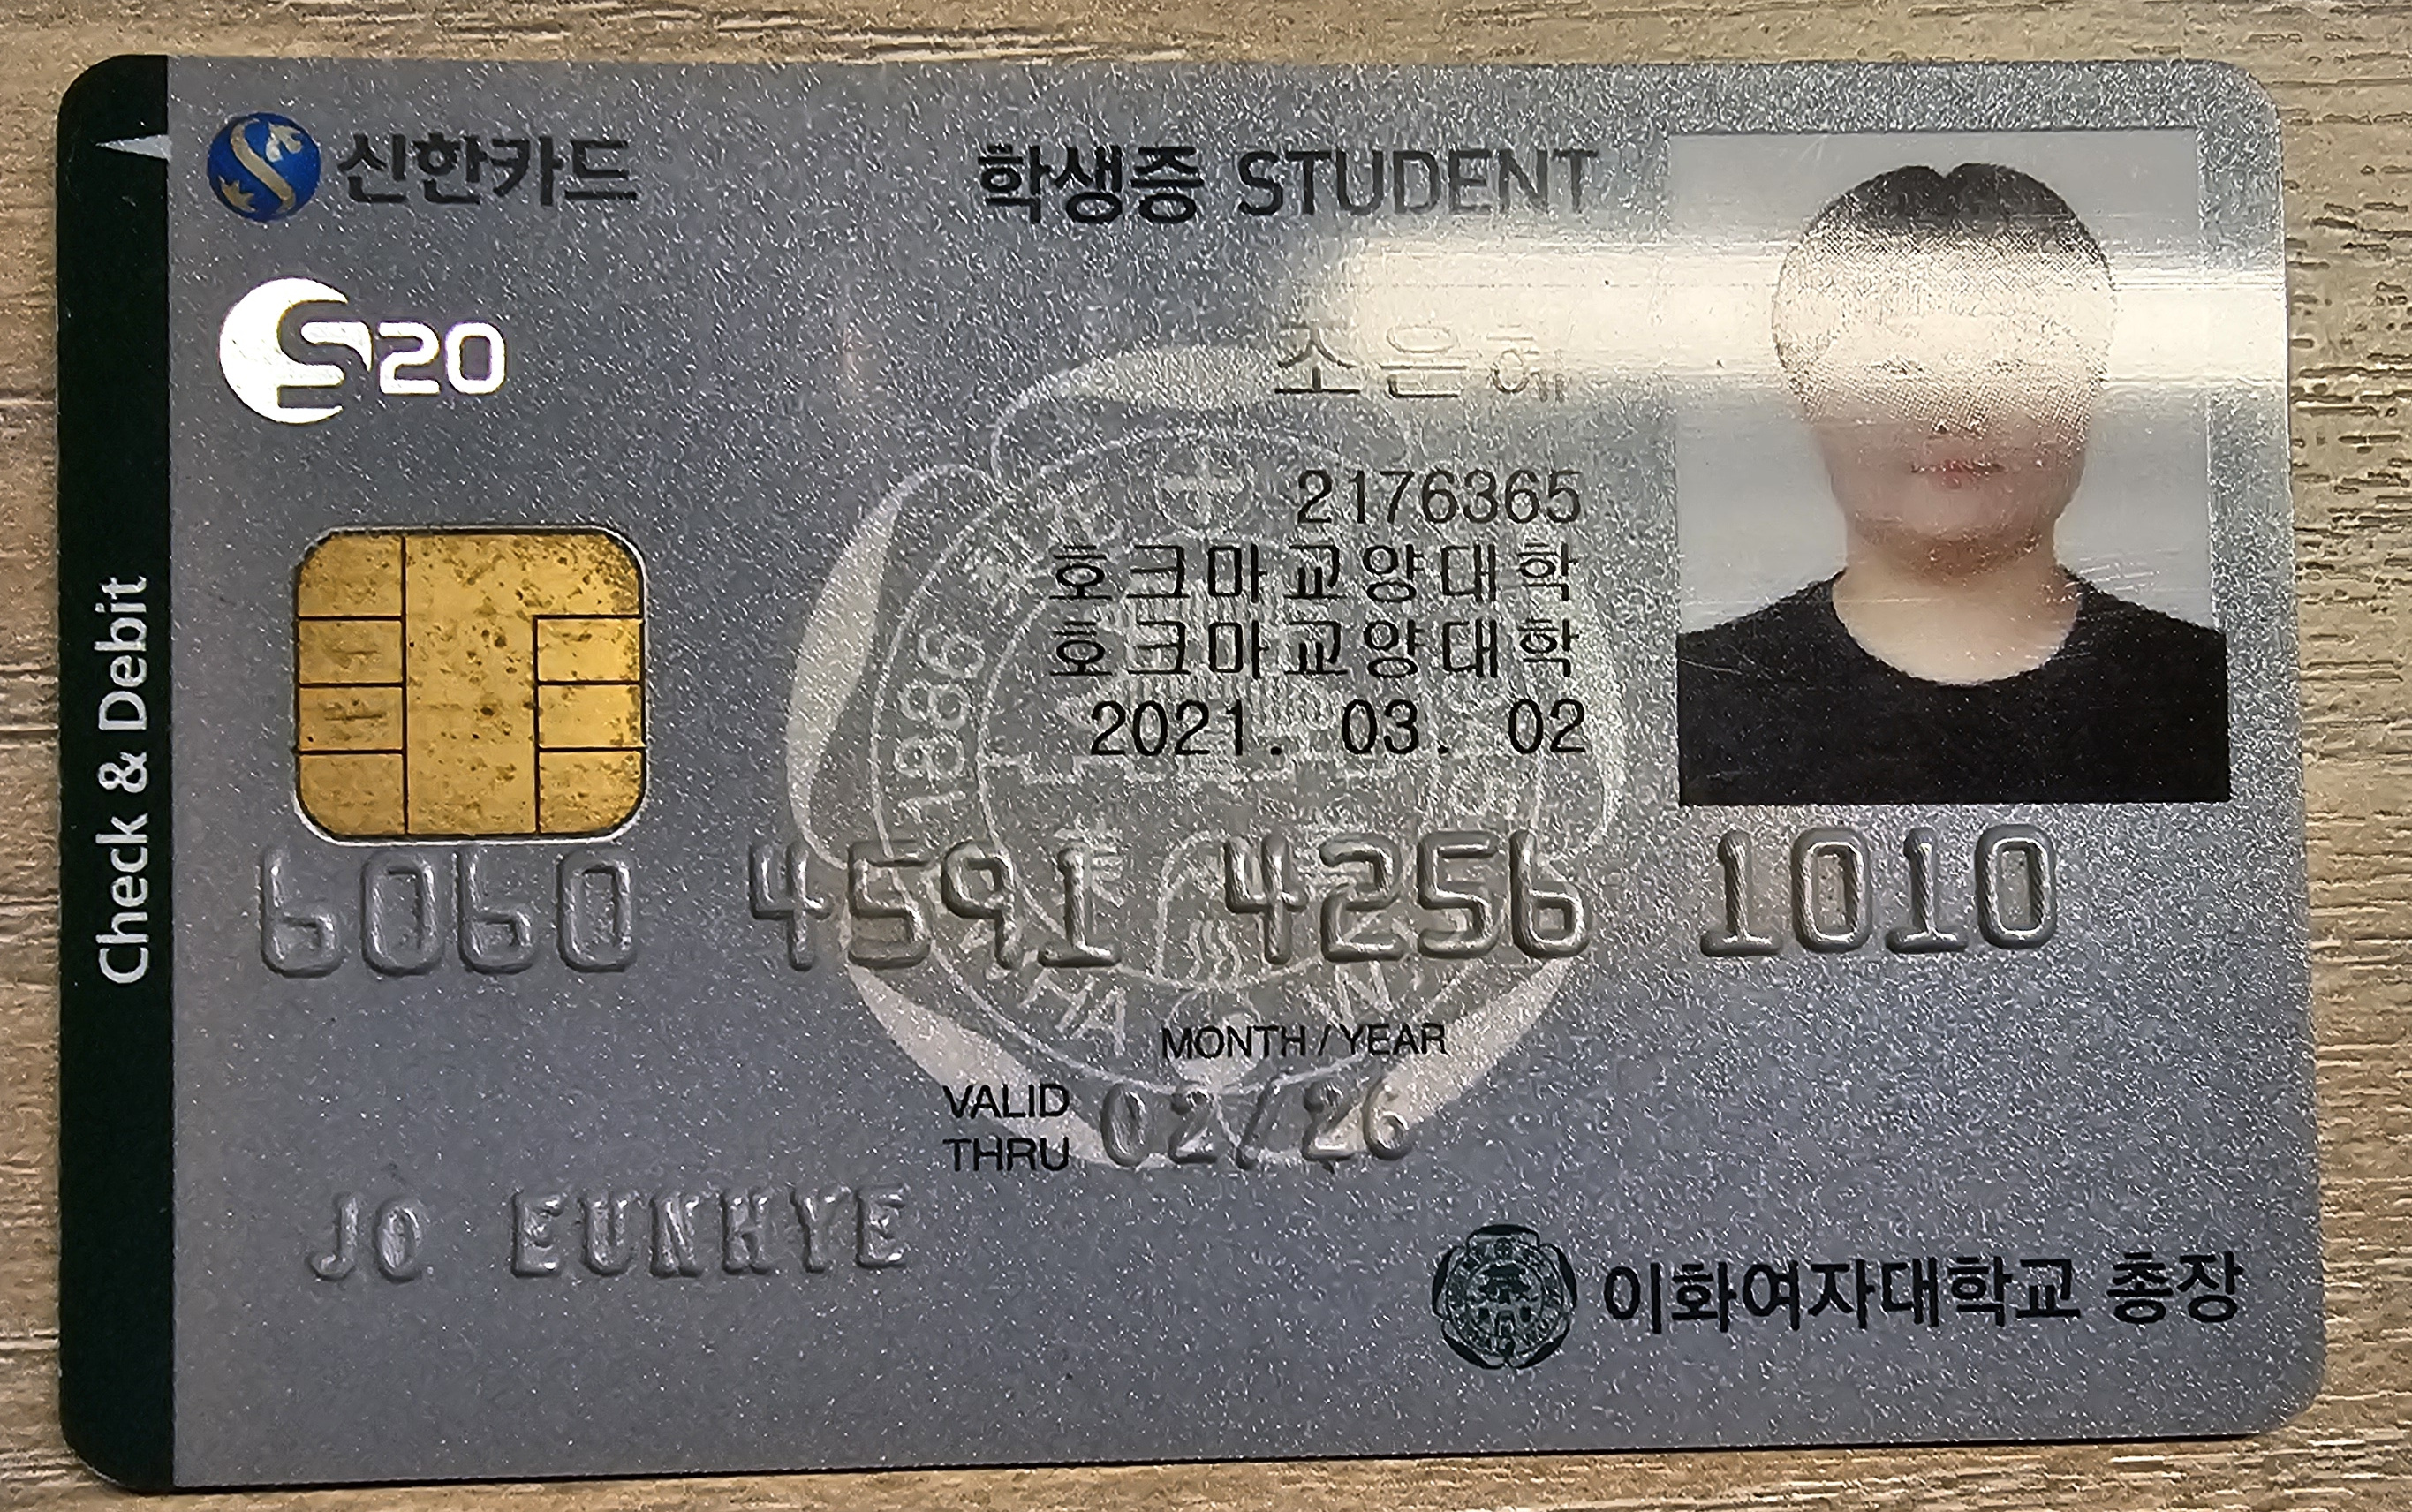 신한카드
학생증 STUDENT
S20
조은혜
2176365
호크마교양대학
호크마교양대학
2021. 03. 02
Check & Debit
1886
6060 4591 4256 1010
MONTH / YEAR
VALID THRU 02/26
JO EUNHYE
이화여자대학교 총장